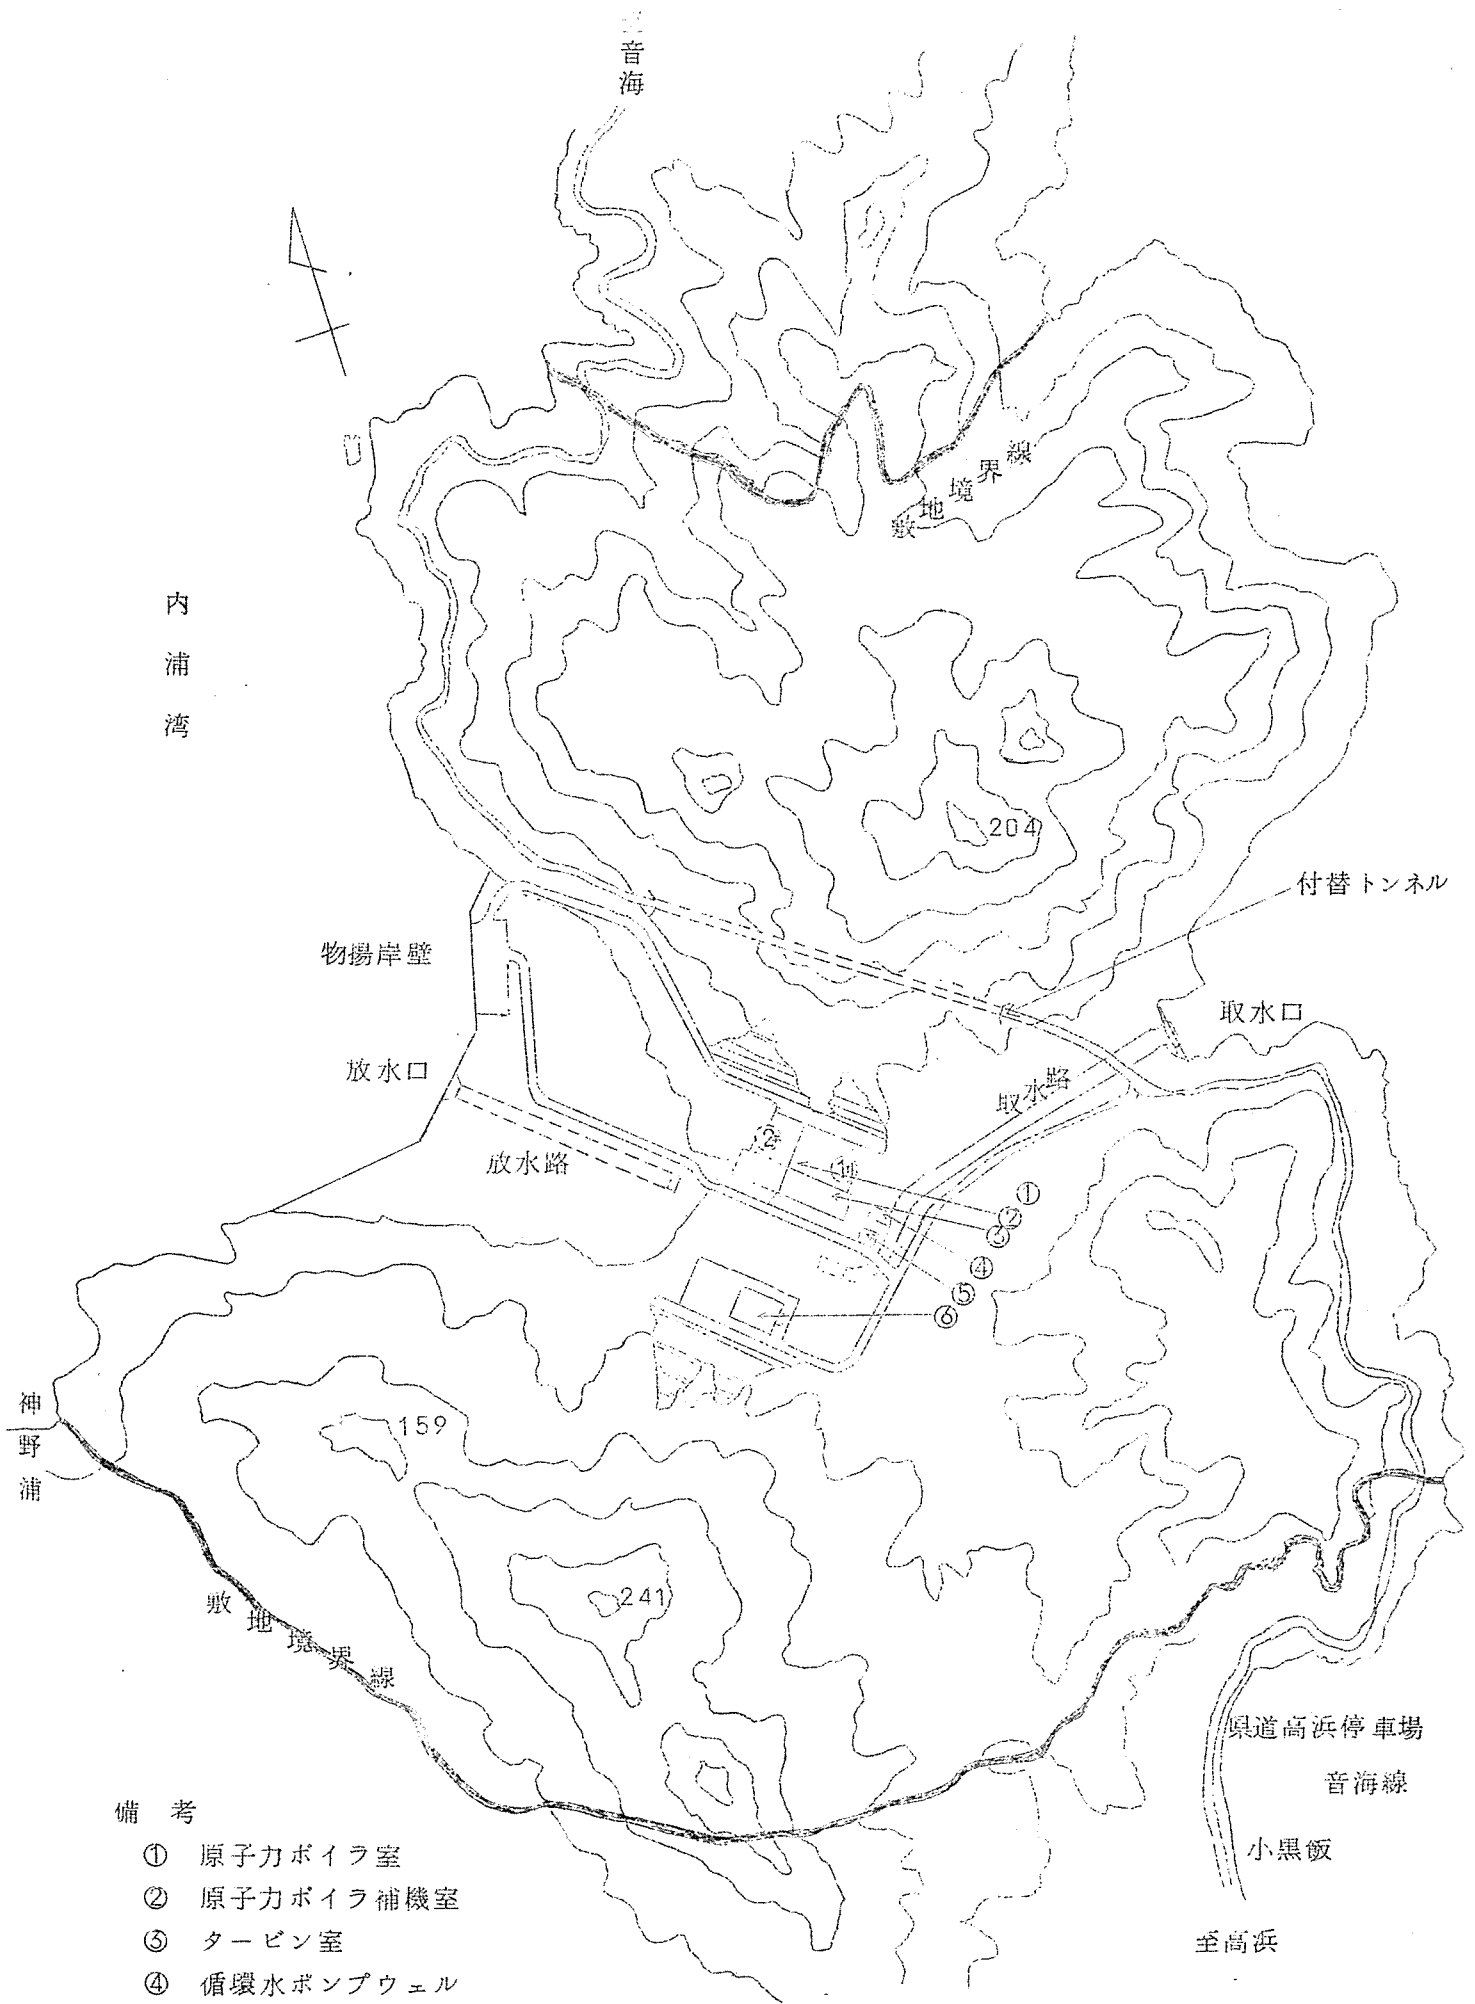 音海
敷地境界線
内浦湾
204
付替トンネル
物揚岸壁
取水口
放水口
取水路
放水路
②
①
①
②
③
④
⑤
⑥
神野浦
159
241
敷地境界線
県道高浜停車場
音海線
小黒飯
至高浜
備考
① 原子力ボイラ室
② 原子力ボイラ補機室
③ タービン室
④ 循環水ポンプウェル